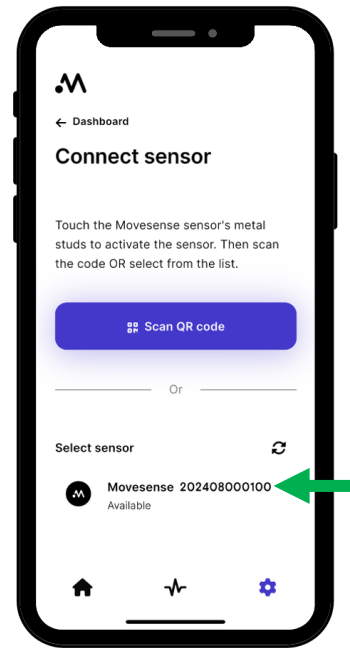 ← Dashboard
Connect sensor
Touch the Movesense sensor's metal
studs to activate the sensor. Then scan
the code OR select from the list.
Scan QR code
Or
Select sensor
Movesense 202408000100
Available